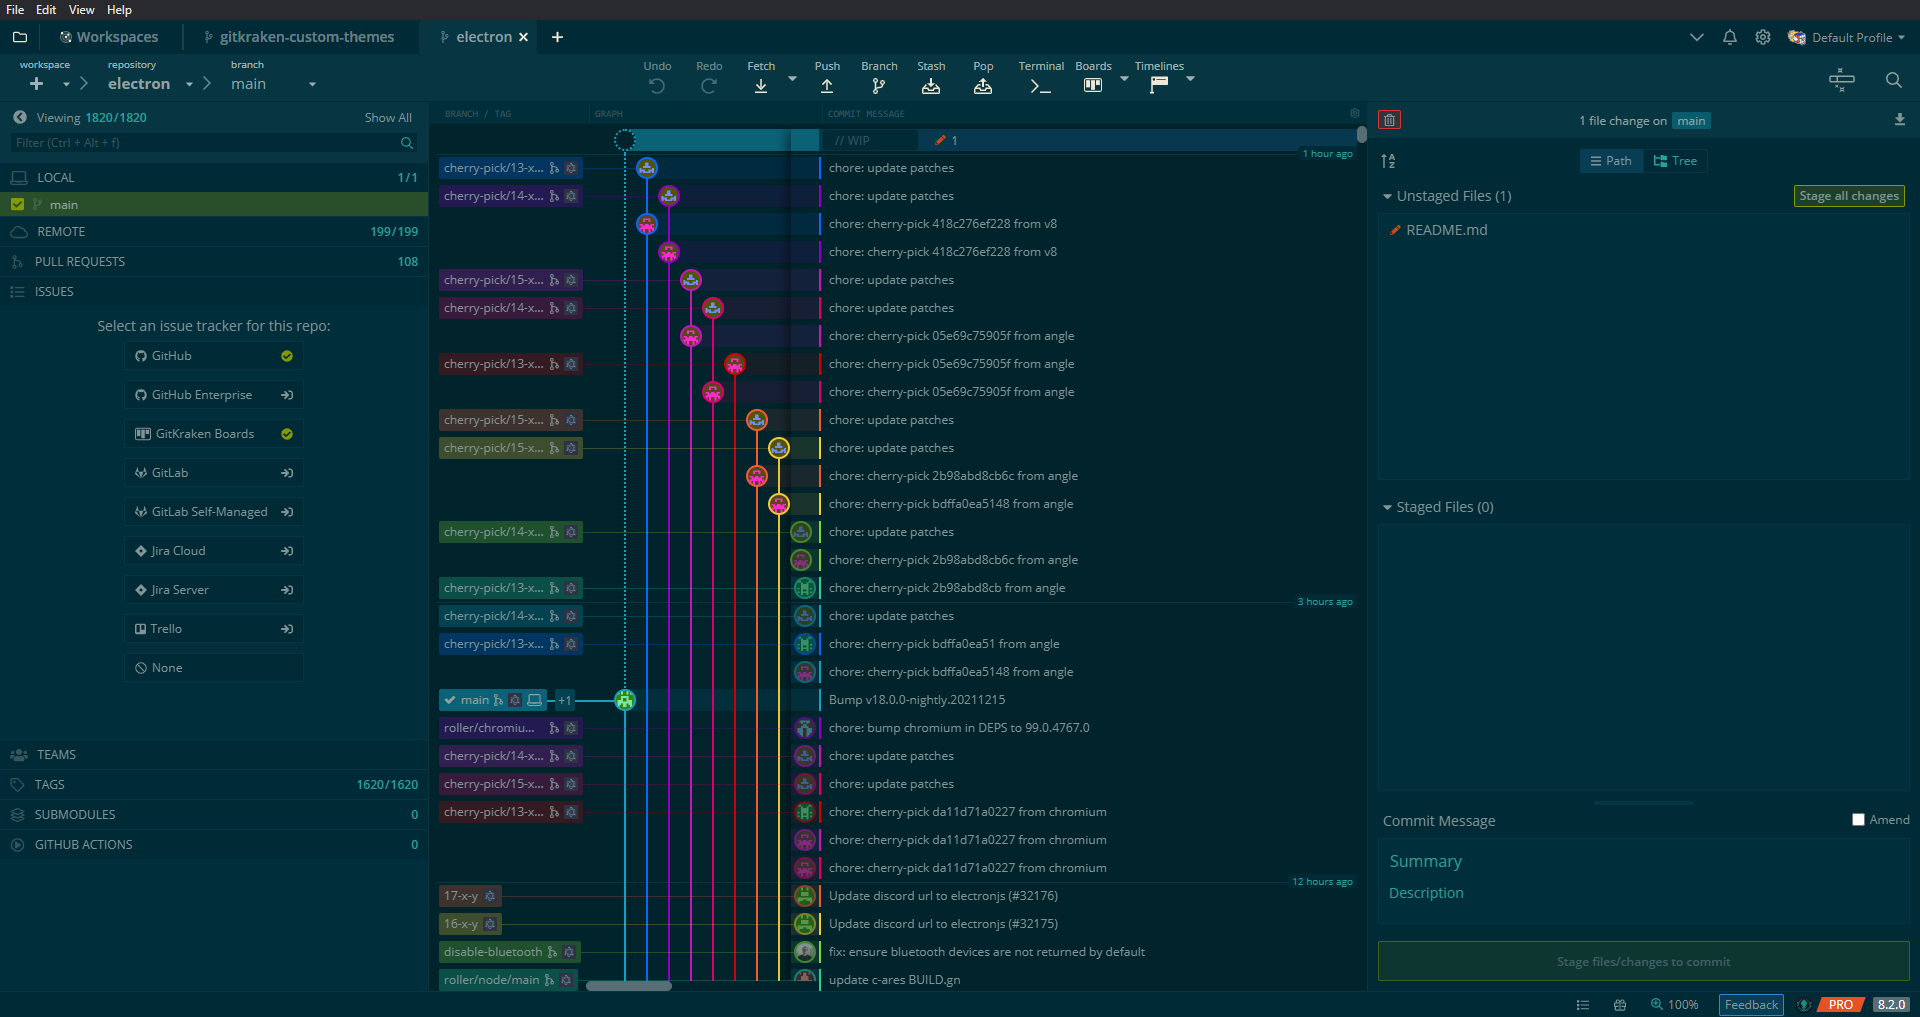 File Edit View Help
Workspaces gitkraken-custom-themes electron Default Profile
workspace repository branch
electron main
Undo Redo Fetch Push Branch Stash Pop Terminal Boards Timelines
Viewing 1820/1820 Show All
Filter (Ctrl + Alt + f)
LOCAL 1/1
main
REMOTE 199/199
PULL REQUESTS 108
ISSUES
Select an issue tracker for this repo:
GitHub
GitHub Enterprise
GitKraken Boards
GitLab
GitLab Self-Managed
Jira Cloud
Jira Server
Trello
None
TEAMS
TAGS 1620/1620
SUBMODULES 0
GITHUB ACTIONS 0
BRANCH / TAG GRAPH COMMIT MESSAGE
// WIP 1
1 hour ago
cherry-pick/13-x... chore: update patches
cherry-pick/14-x... chore: update patches
chore: cherry-pick 418c276ef228 from v8
chore: cherry-pick 418c276ef228 from v8
cherry-pick/15-x... chore: update patches
cherry-pick/14-x... chore: update patches
chore: cherry-pick 05e69c75905f from angle
cherry-pick/13-x... chore: cherry-pick 05e69c75905f from angle
chore: cherry-pick 05e69c75905f from angle
cherry-pick/15-x... chore: update patches
cherry-pick/15-x... chore: update patches
chore: cherry-pick 2b98abd8cb6c from angle
chore: cherry-pick bdffa0ea5148 from angle
cherry-pick/14-x... chore: update patches
chore: cherry-pick 2b98abd8cb6c from angle
cherry-pick/13-x... chore: cherry-pick 2b98abd8cb from angle
3 hours ago
cherry-pick/14-x... chore: update patches
cherry-pick/13-x... chore: cherry-pick bdffa0ea51 from angle
chore: cherry-pick bdffa0ea5148 from angle
main +1 Bump v18.0.0-nightly.20211215
roller/chromiu... chore: bump chromium in DEPS to 99.0.4767.0
cherry-pick/14-x... chore: update patches
cherry-pick/15-x... chore: update patches
cherry-pick/13-x... chore: cherry-pick da11d71a0227 from chromium
chore: cherry-pick da11d71a0227 from chromium
chore: cherry-pick da11d71a0227 from chromium
12 hours ago
17-x-y Update discord url to electronjs (#32176)
16-x-y Update discord url to electronjs (#32175)
disable-bluetooth fix: ensure bluetooth devices are not returned by default
roller/node/main update c-ares BUILD.gn
1 file change on main
Path Tree
Unstaged Files (1) Stage all changes
README.md
Staged Files (0)
Commit Message Amend
Summary
Description
Stage files/changes to commit
100% Feedback PRO 8.2.0